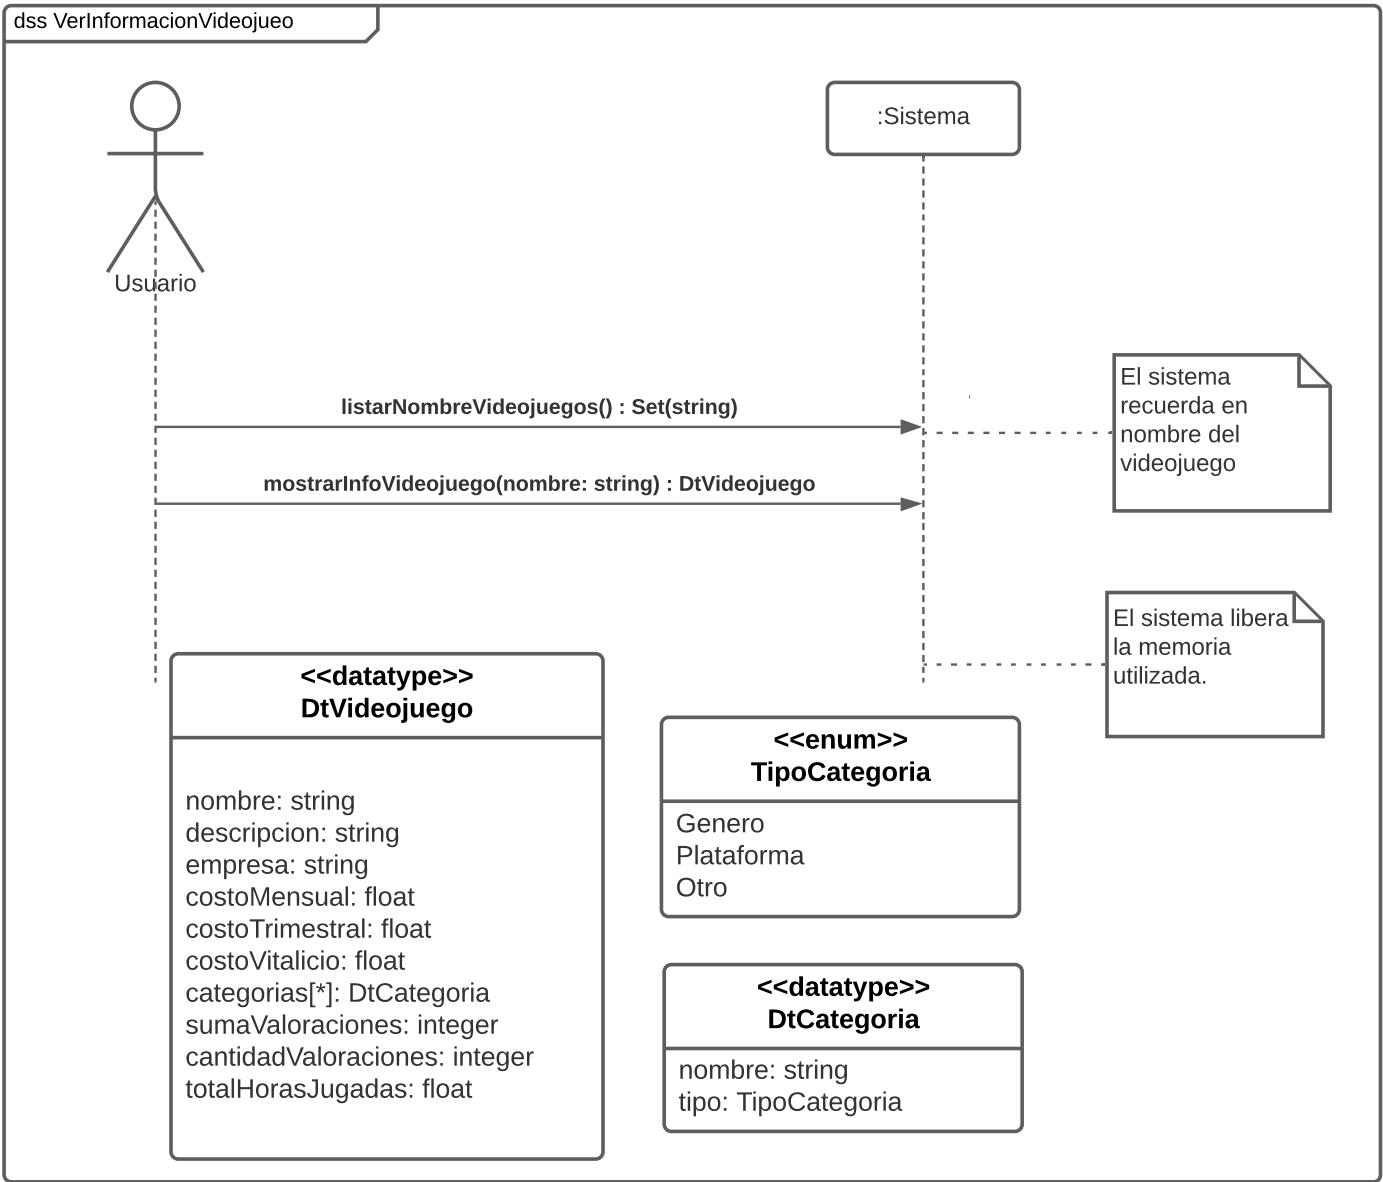 dss VerInformacionVideojueo
:Sistema
Usuario
listarNombreVideojuegos() : Set(string)
mostrarInfoVideojuego(nombre: string) : DtVideojuego
El sistema
recuerda en
nombre del
videojuego
El sistema libera
la memoria
utilizada.
<<datatype>>
DtVideojuego
nombre: string
descripcion: string
empresa: string
costoMensual: float
costoTrimestral: float
costoVitalicio: float
categorias[*]: DtCategoria
sumaValoraciones: integer
cantidadValoraciones: integer
totalHorasJugadas: float
<<enum>>
TipoCategoria
Genero
Plataforma
Otro
<<datatype>>
DtCategoria
nombre: string
tipo: TipoCategoria